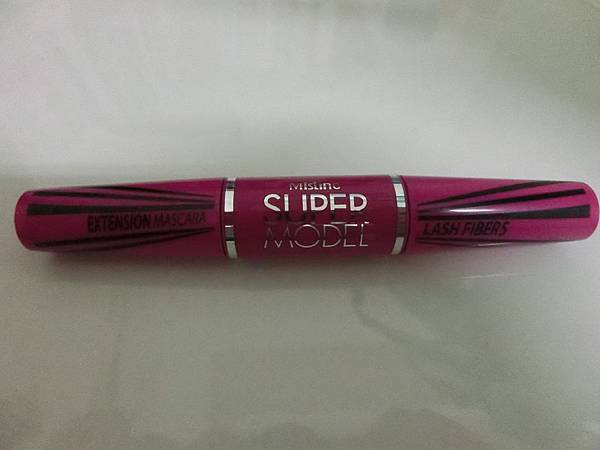 EXTENSION MASCARA
Mistine
SUPER
MODEL
LASH FIBERS